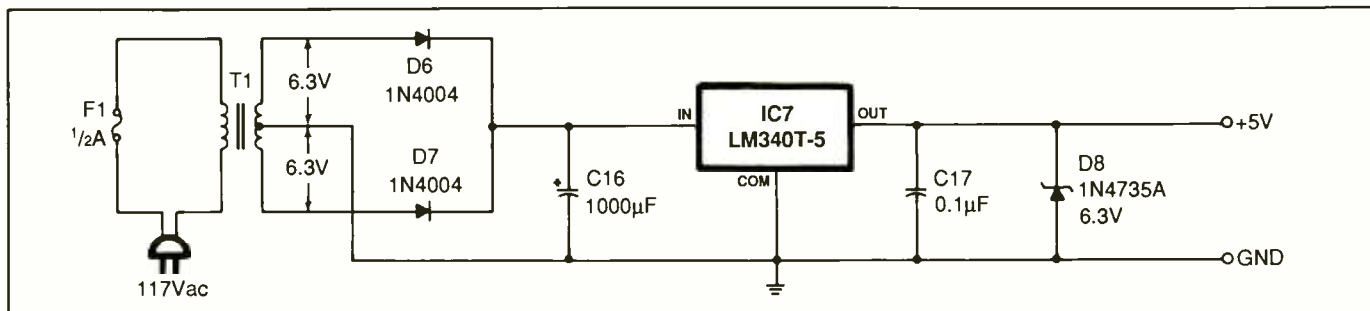 F1
1/2A
117Vac
T1
6.3V
6.3V
D6
1N4004
D7
1N4004
+
C16
1000µF
IN
IC7
LM340T-5
OUT
COM
C17
0.1µF
D8
1N4735A
6.3V
+5V
GND